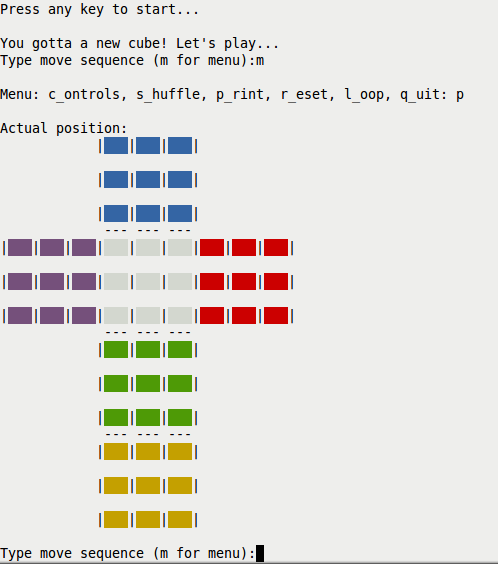 Press any key to start...
You gotta a new cube! Let's play...
Type move sequence (m for menu):m
Menu: c_ontrols, s_huffle, p_rint, r_eset, l_oop, q_uit: p
Actual position:
| | | |
| | | |
| | | |
--- --- ---
| | | | | | | | | |
| | | | | | | | | |
| | | | | | | | | |
--- --- ---
| | | |
| | | |
| | | |
--- --- ---
| | | |
| | | |
| | | |
Type move sequence (m for menu):